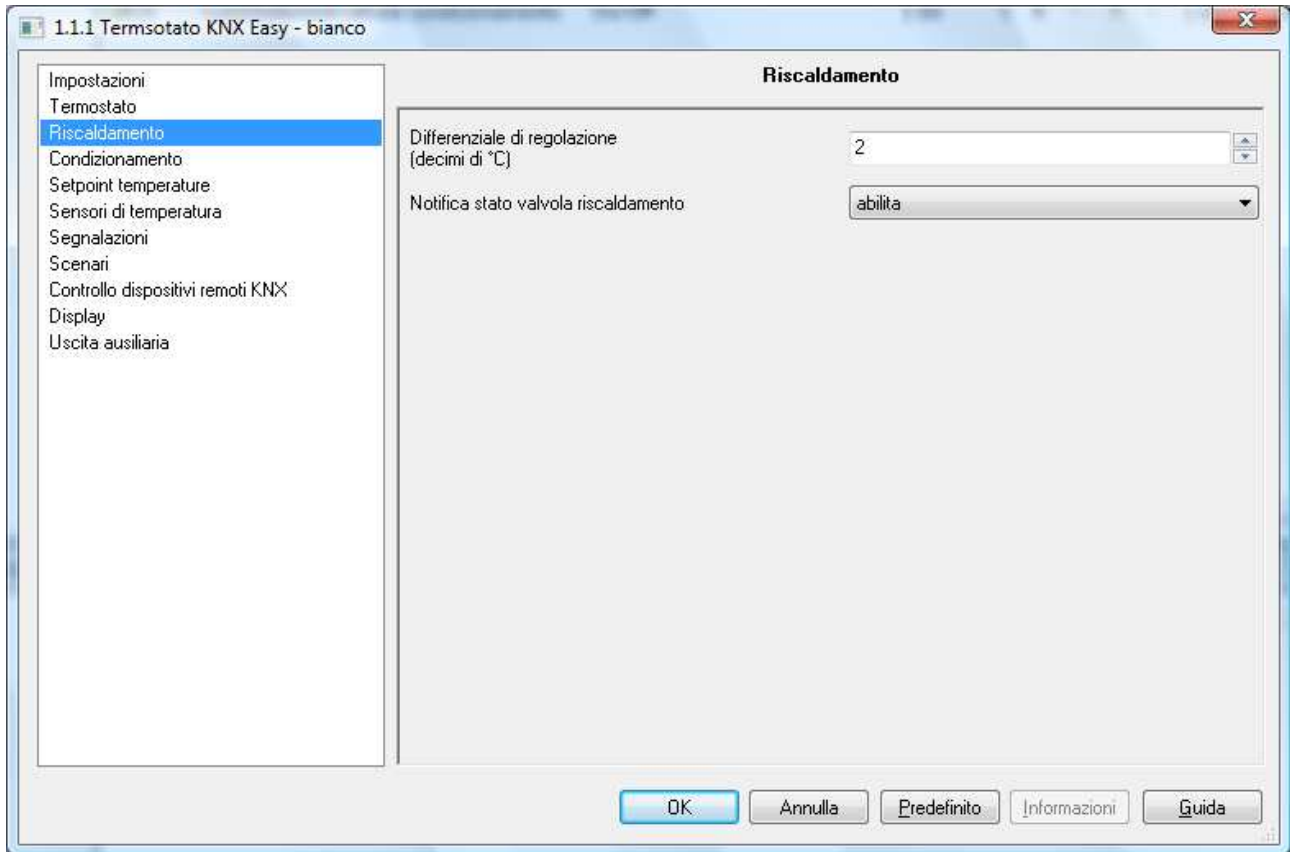 1.1.1 Termsotato KNX Easy - bianco
Impostazioni
Termostato
Riscaldamento
Condizionamento
Setpoint temperature
Sensori di temperatura
Segnalazioni
Scenari
Controllo dispositivi remoti KNX
Display
Uscita ausiliaria
Riscaldamento
Differenziale di regolazione
(decimi di °C)
2
Notifica stato valvola riscaldamento
abilita
OK
Annulla
Predefinito
Informazioni
Guida